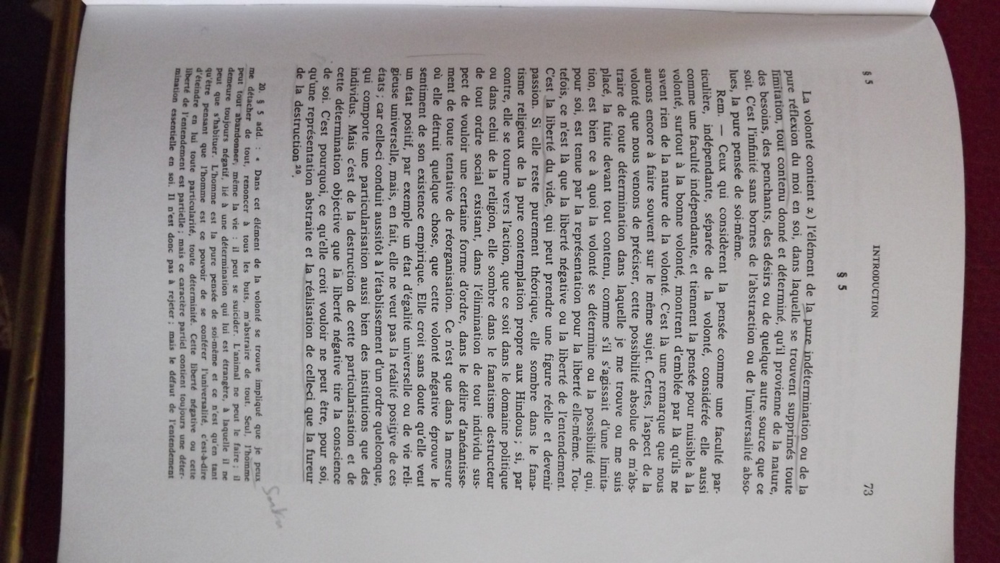 § 5 INTRODUCTION 73
§ 5
La volonté contient α) l'élément de la pure indétermination ou de la
pure réflexion du moi en soi, dans laquelle se trouvent supprimés toute
limitation, tout contenu donné et déterminé, qu'il provienne de la nature,
des besoins, des penchants, des désirs ou de quelque autre source que ce
soit. C'est l'infinité sans bornes de l'abstraction ou de l'universalité abso-
lues, la pure pensée de soi-même.
Rem. — Ceux qui considèrent la pensée comme une faculté par-
ticulière, indépendante, séparée de la volonté, considérée elle aussi
comme une faculté indépendante, et tiennent la pensée pour nuisible à la
volonté, surtout à la bonne volonté, montrent d'emblée par là qu'ils ne
savent rien de la nature de la volonté. C'est là une remarque que nous
aurons encore à faire souvent sur le même sujet. Certes, l'aspect de la
volonté que nous venons de préciser, cette possibilité absolue de m'abs-
traire de toute détermination dans laquelle je me trouve ou me suis
placé, la fuite devant tout contenu, comme s'il s'agissait d'une limita-
tion, est bien ce à quoi la volonté se détermine ou la possibilité qui,
pour soi, est tenue par la représentation pour la liberté elle-même. Tou-
tefois, ce n'est là que la liberté négative ou la liberté de l'entendement.
C'est la liberté du vide, qui peut prendre une figure réelle et devenir
passion. Si elle reste purement théorique, elle sombre dans le fana-
tisme religieux de la pure contemplation propre aux Hindous ; si, par
contre, elle se tourne vers l'action, que ce soit dans le domaine politique
ou dans celui de la religion, elle sombre dans le fanatisme destructeur
de tout ordre social existant, dans l'élimination de tout individu sus-
pect de vouloir une certaine forme d'ordre, dans le délire d'anéantisse-
ment de toute tentative de réorganisation. Ce n'est que dans la mesure
où elle détruit quelque chose, que cette volonté négative éprouve le
sentiment de son existence empirique. Elle croit sans doute qu'elle veut
un état positif, par exemple un état d'égalité universelle ou de vie reli-
gieuse universelle, mais, en fait, elle ne veut pas la réalité positive de ces
états ; car celle-ci conduit aussitôt à l'établissement d'un ordre quelconque,
qui comporte une particularisation aussi bien des institutions que des
individus. Mais c'est de la destruction de cette particularisation et de
cette détermination objective que la liberté négative tire la conscience
de soi. C'est pourquoi, ce qu'elle croit vouloir ne peut être, pour soi,
qu'une représentation abstraite et la réalisation de celle-ci que la fureur
de la destruction 20.
20. § 5 add. : « Dans cet élément de la volonté se trouve impliqué que je peux
me détacher de tout, renoncer à tous les buts, m'abstraire de tout. Seul, l'homme
peut tout abandonner, même la vie : il peut se suicider. L'animal ne peut le faire ; il
demeure toujours négatif, lié à une détermination qui lui est étrangère, à laquelle il ne
peut que s'habituer. L'homme est la pure pensée de soi-même et ce n'est qu'en tant
qu'être pensant que l'homme est ce pouvoir de se conférer l'universalité, c'est-à-dire
d'éteindre en lui toute particularité, toute déterminité. Cette liberté négative ou cette
liberté de l'entendement est partielle ; mais ce caractère partiel contient toujours une déter-
mination essentielle en soi. Il n'est donc pas à rejeter ; mais le défaut de l'entendement